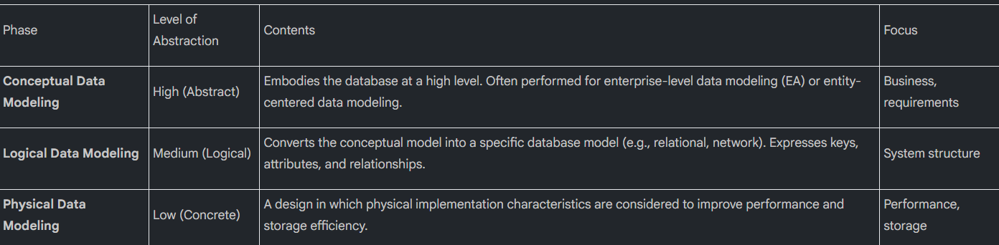 Phase
Level of
Abstraction
Contents
Focus
Conceptual Data
Modeling
High (Abstract)
Embodies the database at a high level. Often performed for enterprise-level data modeling (EA) or entity-
centered data modeling.
Business,
requirements
Logical Data Modeling
Medium (Logical)
Converts the conceptual model into a specific database model (e.g., relational, network). Expresses keys,
attributes, and relationships.
System structure
Physical Data
Modeling
Low (Concrete)
A design in which physical implementation characteristics are considered to improve performance and
storage efficiency.
Performance,
storage